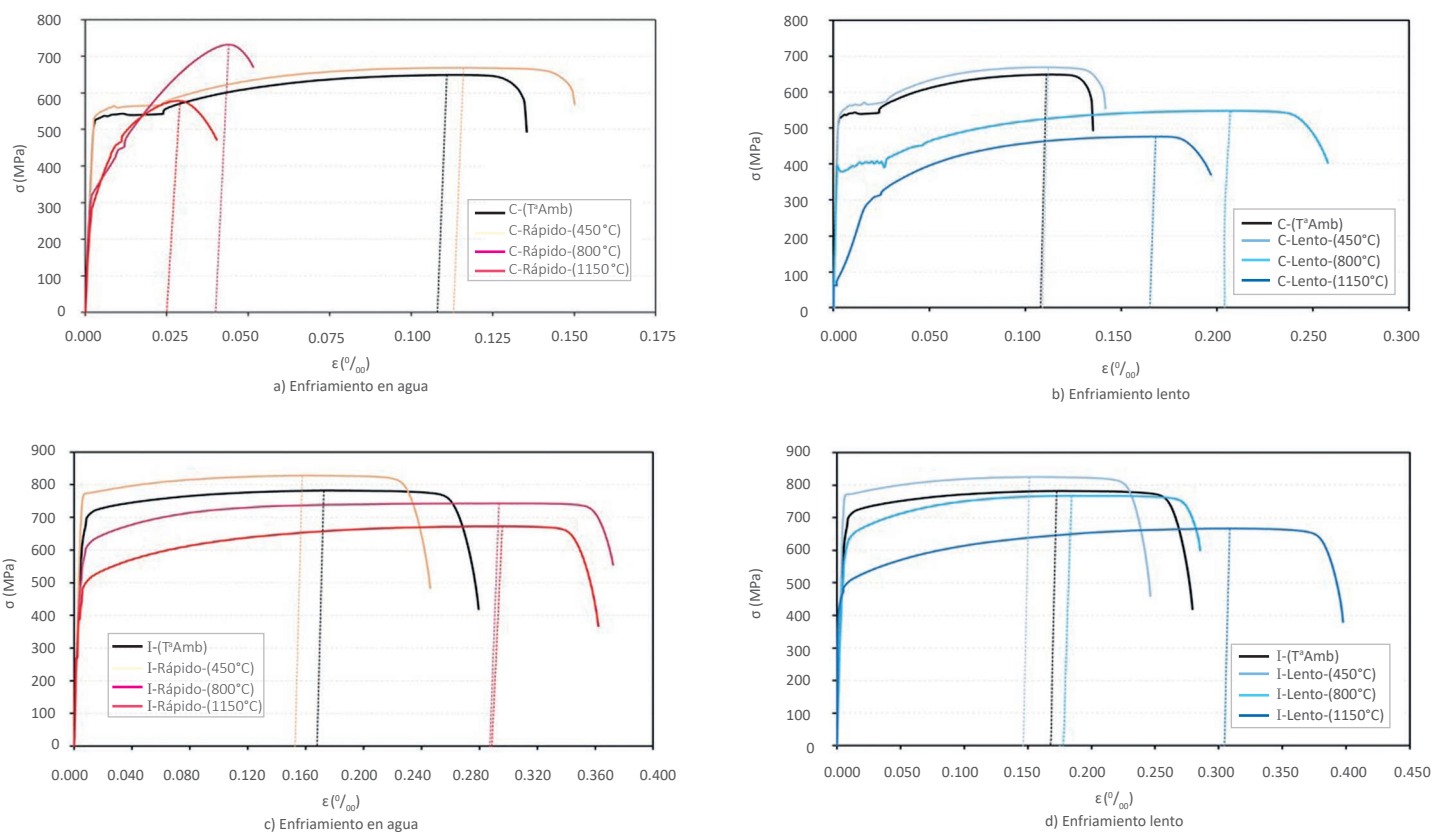 800
700
600
500
400
300
200
100
0
σ (MPa)
C-(TªAmb)
C-Rápido-(450°C)
C-Rápido-(800°C)
C-Rápido-(1150°C)
0.000 0.025 0.050 0.075 0.100 0.125 0.150 0.175
ε (⁰/₀₀)
a) Enfriamiento en agua
800
700
600
500
400
300
200
100
0
σ (MPa)
C-(TªAmb)
C-Lento-(450°C)
C-Lento-(800°C)
C-Lento-(1150°C)
0.000 0.050 0.100 0.150 0.200 0.250 0.300
ε (⁰/₀₀)
b) Enfriamiento lento
900
800
700
600
500
400
300
200
100
0
σ (MPa)
I-(TªAmb)
I-Rápido-(450°C)
I-Rápido-(800°C)
I-Rápido-(1150°C)
0.000 0.040 0.080 0.160 0.200 0.240 0.280 0.320 0.360 0.400
ε (⁰/₀₀)
c) Enfriamiento en agua
900
800
700
600
500
400
300
200
100
0
σ (MPa)
I-(TªAmb)
I-Lento-(450°C)
I-Lento-(800°C)
I-Lento-(1150°C)
0.000 0.050 0.100 0.150 0.200 0.250 0.300 0.350 0.450
ε (⁰/₀₀)
d) Enfriamiento lento